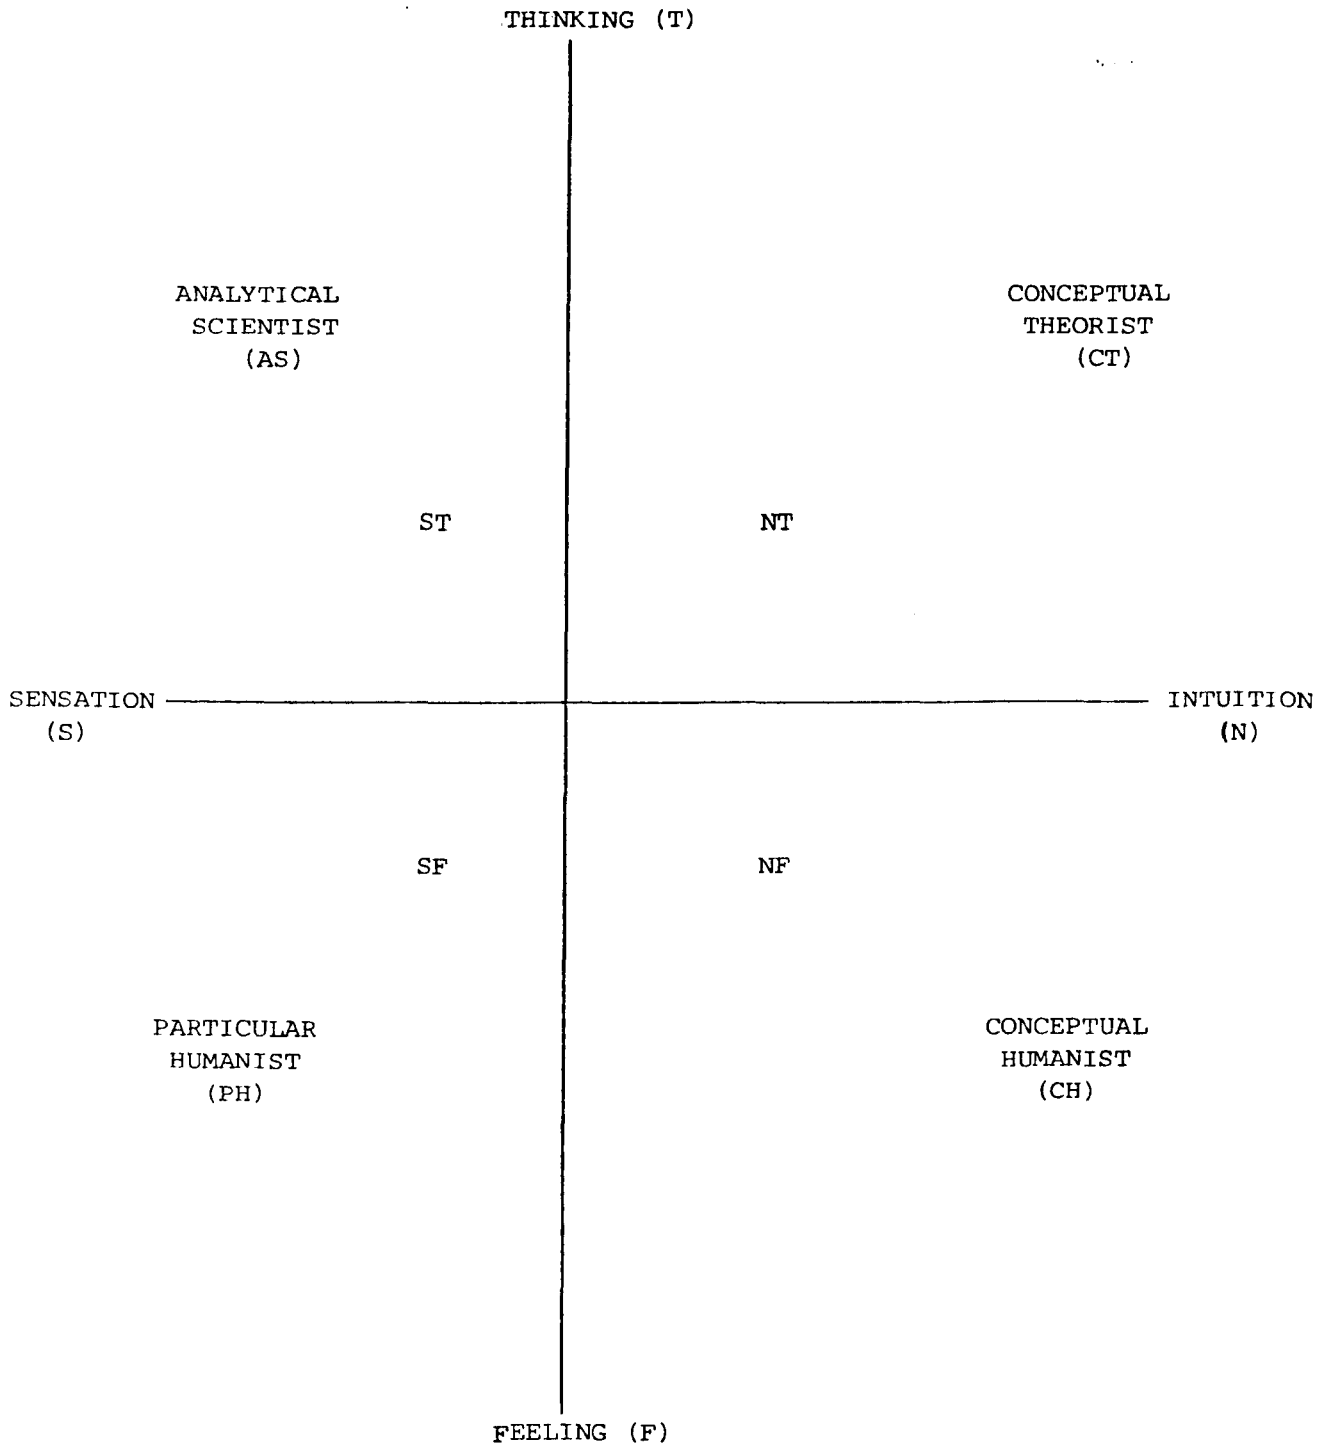 THINKING (T)
ANALYTICAL
SCIENTIST
(AS)
CONCEPTUAL
THEORIST
(CT)
ST
NT
SENSATION
(S)
INTUITION
(N)
SF
NF
PARTICULAR
HUMANIST
(PH)
CONCEPTUAL
HUMANIST
(CH)
FEELING (F)